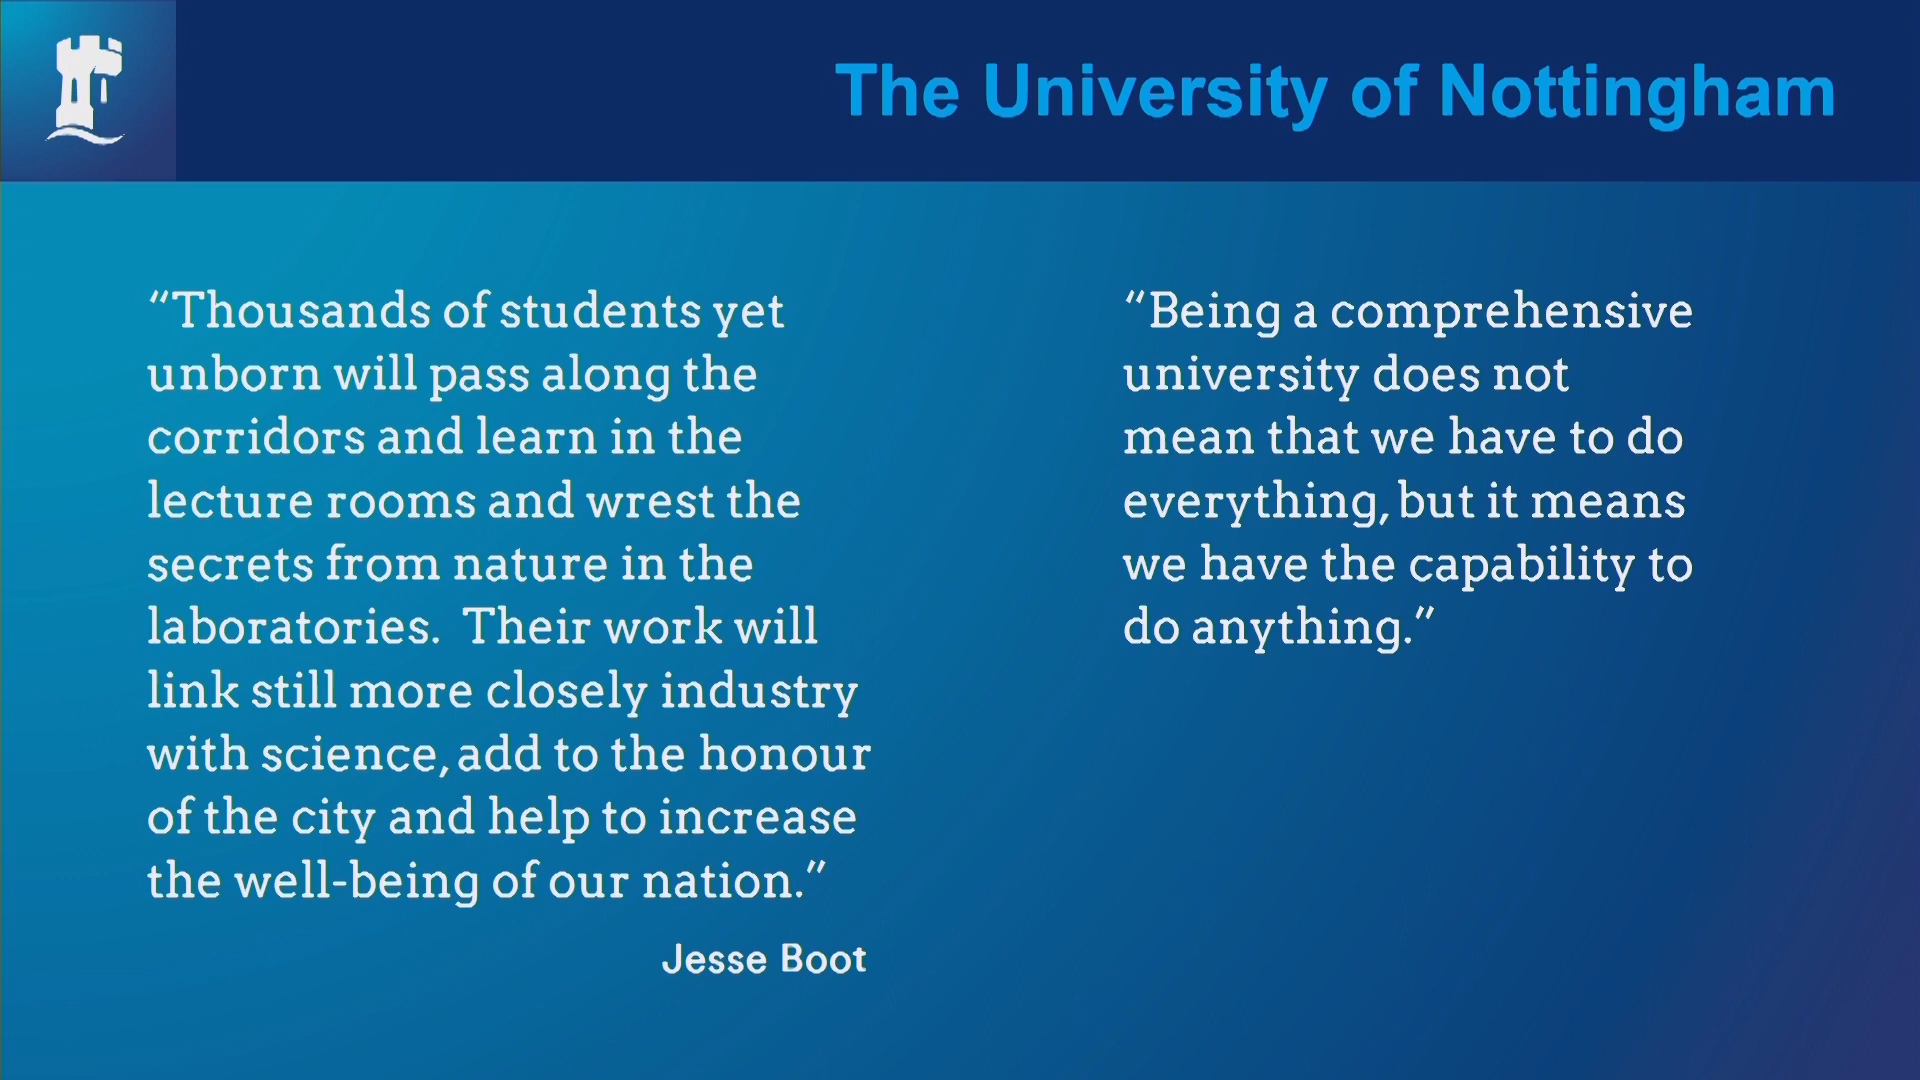 The University of Nottingham
“Thousands of students yet
unborn will pass along the
corridors and learn in the
lecture rooms and wrest the
secrets from nature in the
laboratories.  Their work will
link still more closely industry
with science, add to the honour
of the city and help to increase
the well-being of our nation.”
Jesse Boot
“Being a comprehensive
university does not
mean that we have to do
everything, but it means
we have the capability to
do anything.”